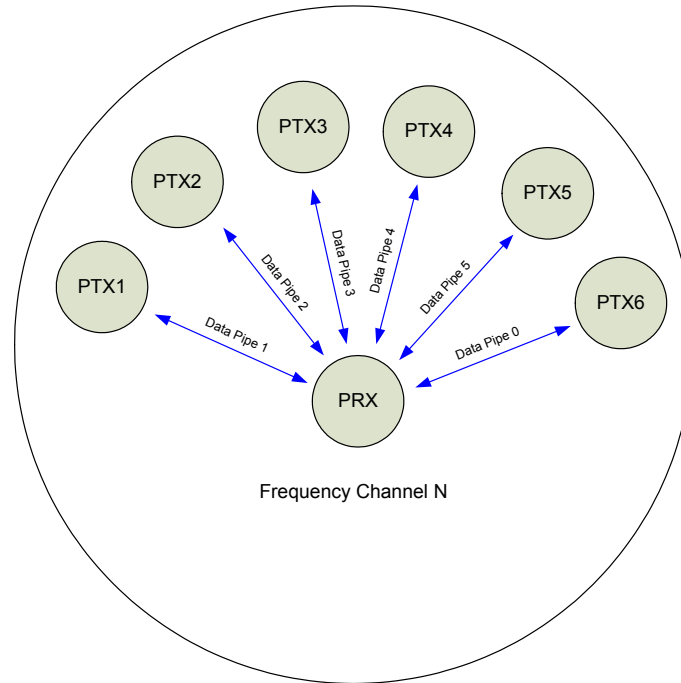 PTX3
PTX4
PTX2
PTX5
PTX1
PTX6
Data Pipe 1
Data Pipe 2
Data Pipe 3
Data Pipe 4
Data Pipe 5
Data Pipe 0
PRX
Frequency Channel N